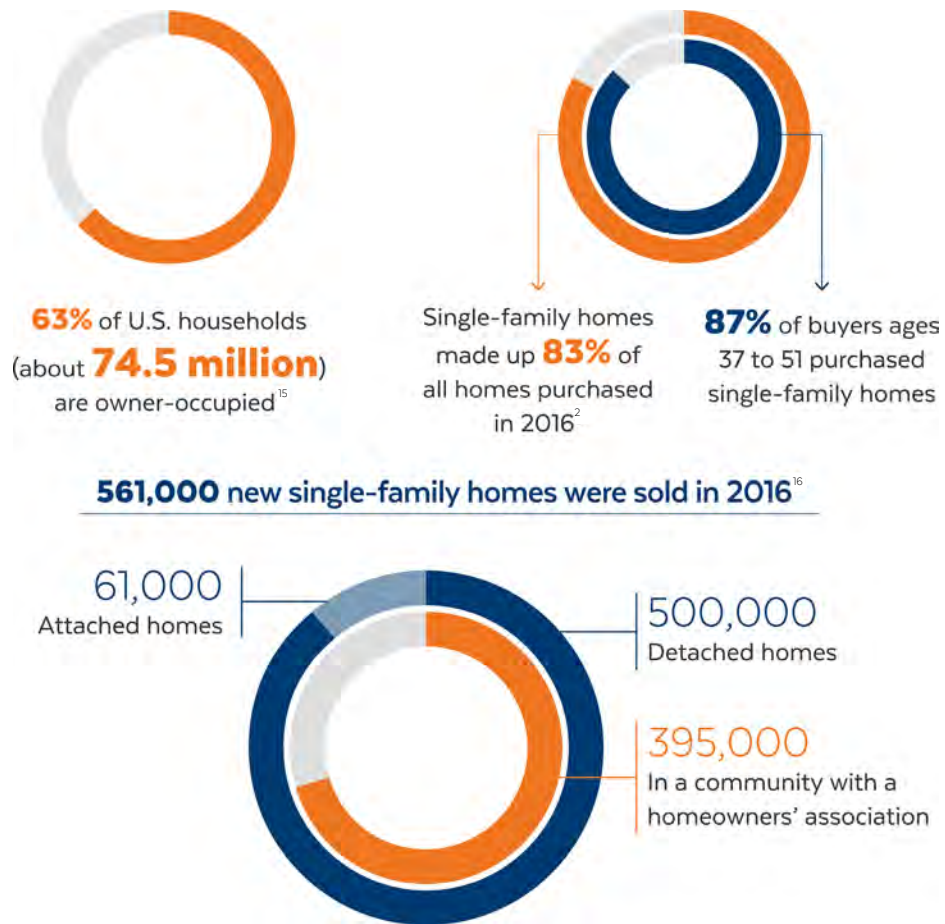 63% of U.S. households
(about 74.5 million)
are owner-occupied15
Single-family homes
made up 83% of
all homes purchased
in 20162
87% of buyers ages
37 to 51 purchased
single-family homes
561,000 new single-family homes were sold in 201616
61,000
Attached homes
500,000
Detached homes
395,000
In a community with a
homeowners’ association